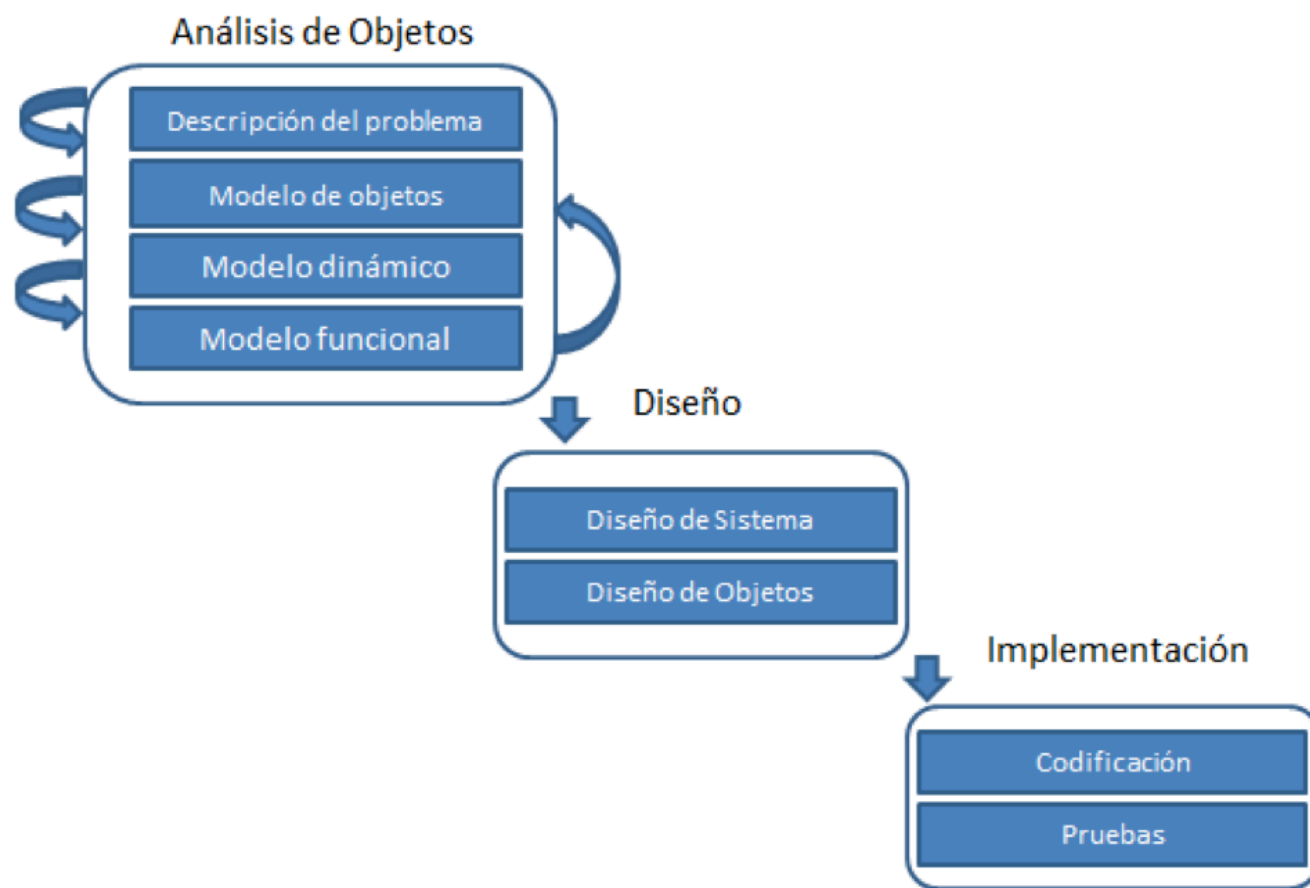 Análisis de Objetos
Descripción del problema
Modelo de objetos
Modelo dinámico
Modelo funcional
Diseño
Diseño de Sistema
Diseño de Objetos
Implementación
Codificación
Pruebas